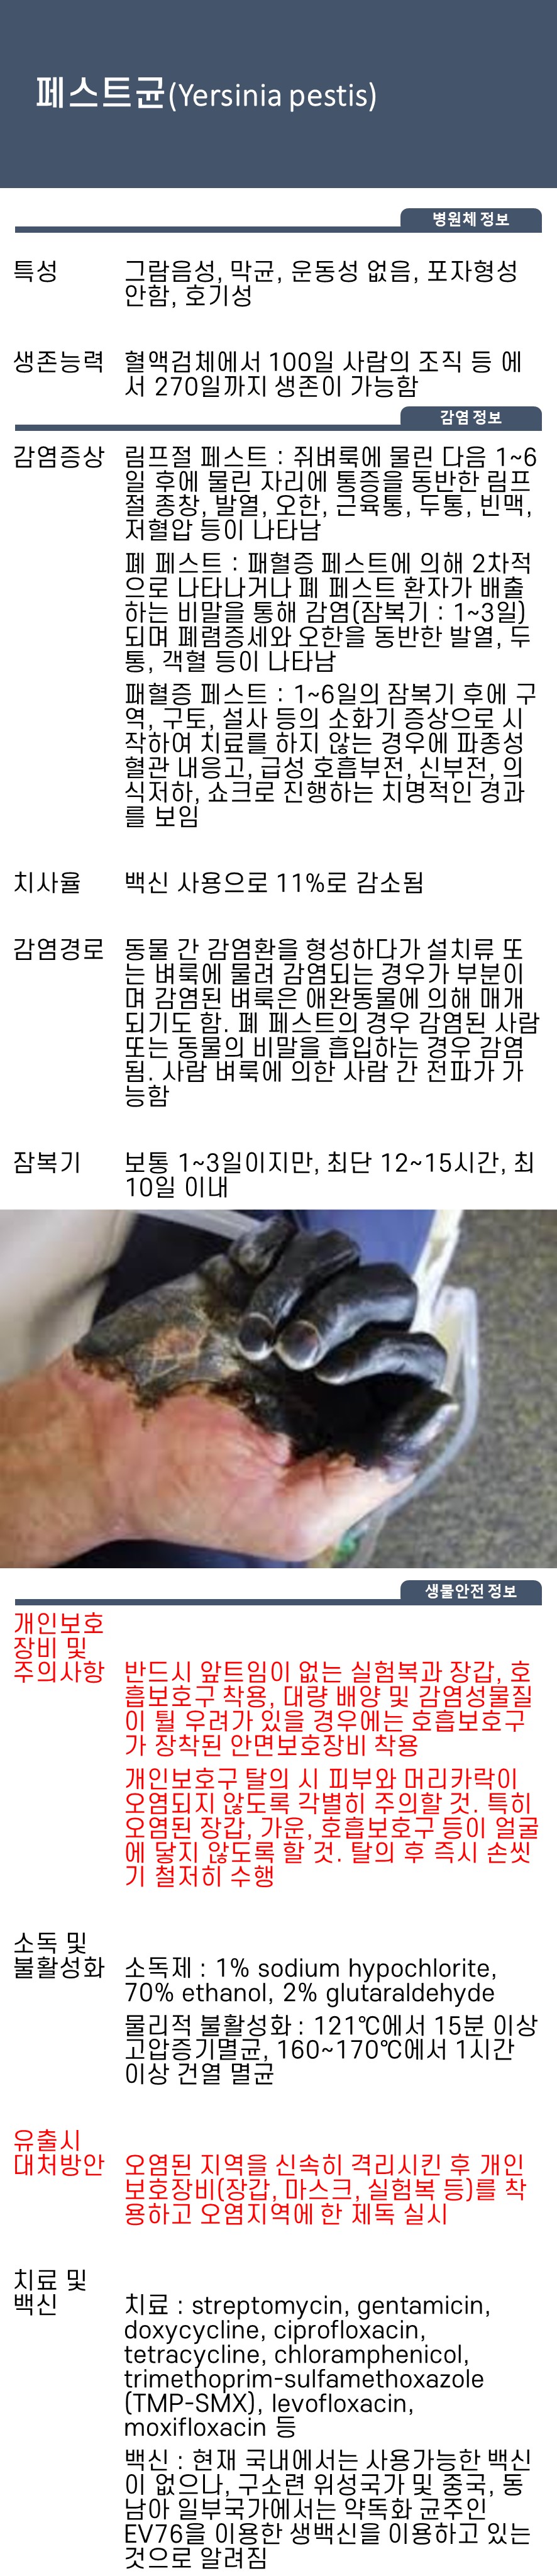 페스트균(Yersinia pestis)
병원체 정보
특성
그람음성, 막균, 운동성 없음, 포자형성
안함, 호기성
생존능력
혈액검체에서 100일 사람의 조직 등 에
서 270일까지 생존이 가능함
감염 정보
감염증상
림프절 페스트 : 쥐벼룩에 물린 다음 1~6
일 후에 물린 자리에 통증을 동반한 림프
절 종창, 발열, 오한, 근육통, 두통, 빈맥,
저혈압 등이 나타남
폐 페스트 : 패혈증 페스트에 의해 2차적
으로 나타나거나 폐 페스트 환자가 배출
하는 비말을 통해 감염(잠복기 : 1~3일)
되며 폐렴증세와 오한을 동반한 발열, 두
통, 객혈 등이 나타남
패혈증 페스트 : 1~6일의 잠복기 후에 구
역, 구토, 설사 등의 소화기 증상으로 시
작하여 치료를 하지 않는 경우에 파종성
혈관 내응고, 급성 호흡부전, 신부전, 의
식저하, 쇼크로 진행하는 치명적인 경과
를 보임
치사율
백신 사용으로 11%로 감소됨
감염경로
동물 간 감염환을 형성하다가 설치류 또
는 벼룩에 물려 감염되는 경우가 부분이
며 감염된 벼룩은 애완동물에 의해 매개
되기도 함. 폐 페스트의 경우 감염된 사람
또는 동물의 비말을 흡입하는 경우 감염
됨. 사람 벼룩에 의한 사람 간 전파가 가
능함
잠복기
보통 1~3일이지만, 최단 12~15시간, 최
10일 이내
생물안전 정보
개인보호
장비 및
주의사항
반드시 앞트임이 없는 실험복과 장갑, 호
흡보호구 착용, 대량 배양 및 감염성물질
이 튈 우려가 있을 경우에는 호흡보호구
가 장착된 안면보호장비 착용
개인보호구 탈의 시 피부와 머리카락이
오염되지 않도록 각별히 주의할 것. 특히
오염된 장갑, 가운, 호흡보호구 등이 얼굴
에 닿지 않도록 할 것. 탈의 후 즉시 손씻
기 철저히 수행
소독 및
불활성화
소독제 : 1% sodium hypochlorite,
70% ethanol, 2% glutaraldehyde
물리적 불활성화 : 121℃에서 15분 이상
고압증기멸균, 160~170℃에서 1시간
이상 건열 멸균
유출시
대처방안
오염된 지역을 신속히 격리시킨 후 개인
보호장비(장갑, 마스크, 실험복 등)를 착
용하고 오염지역에 한 제독 실시
치료 및
백신
치료 : streptomycin, gentamicin,
doxycycline, ciprofloxacin,
tetracycline, chloramphenicol,
trimethoprim-sulfamethoxazole
(TMP-SMX), levofloxacin,
moxifloxacin 등
백신 : 현재 국내에서는 사용가능한 백신
이 없으나, 구소련 위성국가 및 중국, 동
남아 일부국가에서는 약독화 균주인
EV76을 이용한 생백신을 이용하고 있는
것으로 알려짐